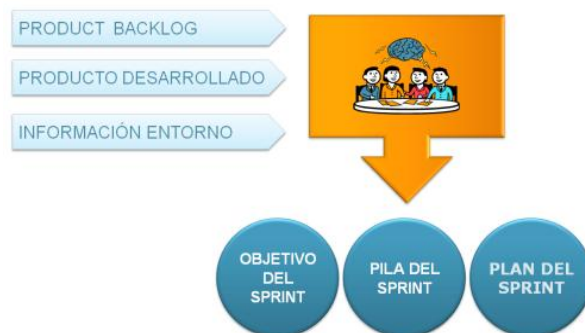 PRODUCT BACKLOG
PRODUCTO DESARROLLADO
INFORMACIÓN ENTORNO
OBJETIVO
DEL
SPRINT
PILA DEL
SPRINT
PLAN DEL
SPRINT